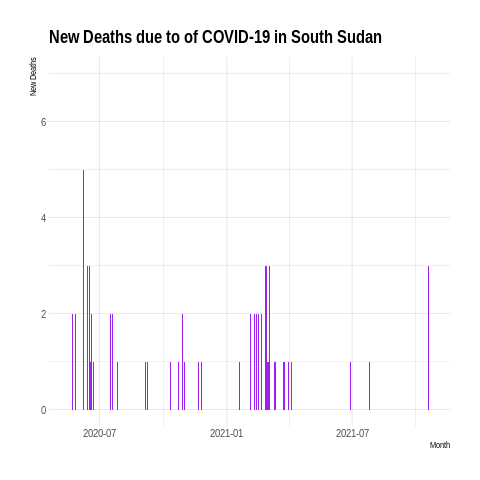 New Deaths due to of COVID-19 in South Sudan
New Deaths
6
4
2
0
2020-07 2021-01 2021-07
Month